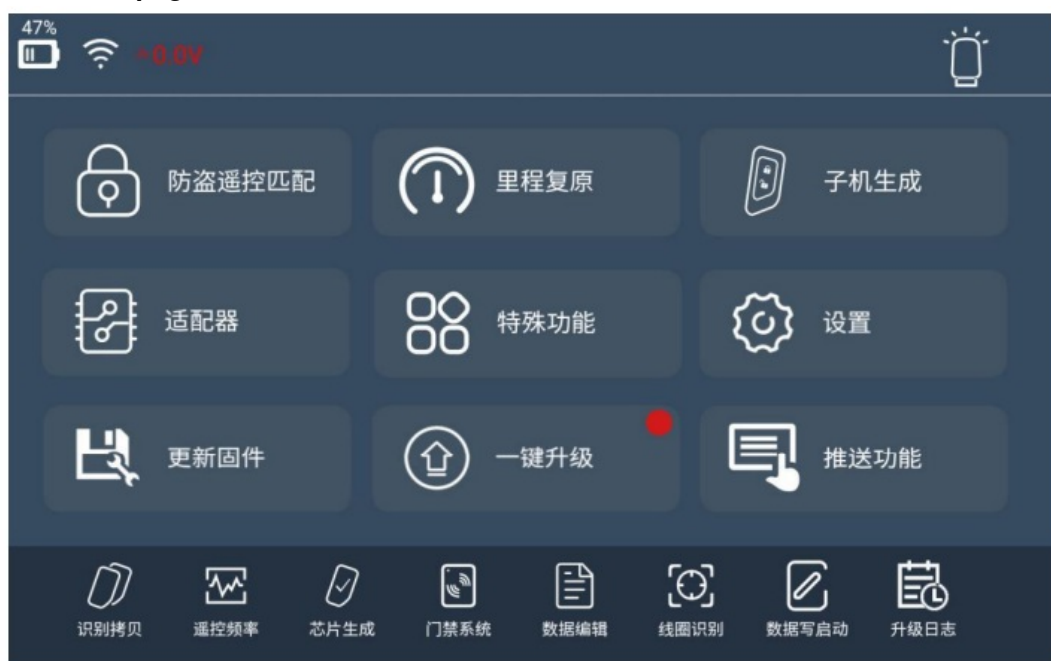 47%
0.0V
防盗遥控匹配
里程复原
子机生成
适配器
特殊功能
设置
更新固件
一键升级
推送功能
识别拷贝
遥控频率
芯片生成
门禁系统
数据编辑
线圈识别
数据写启动
升级日志